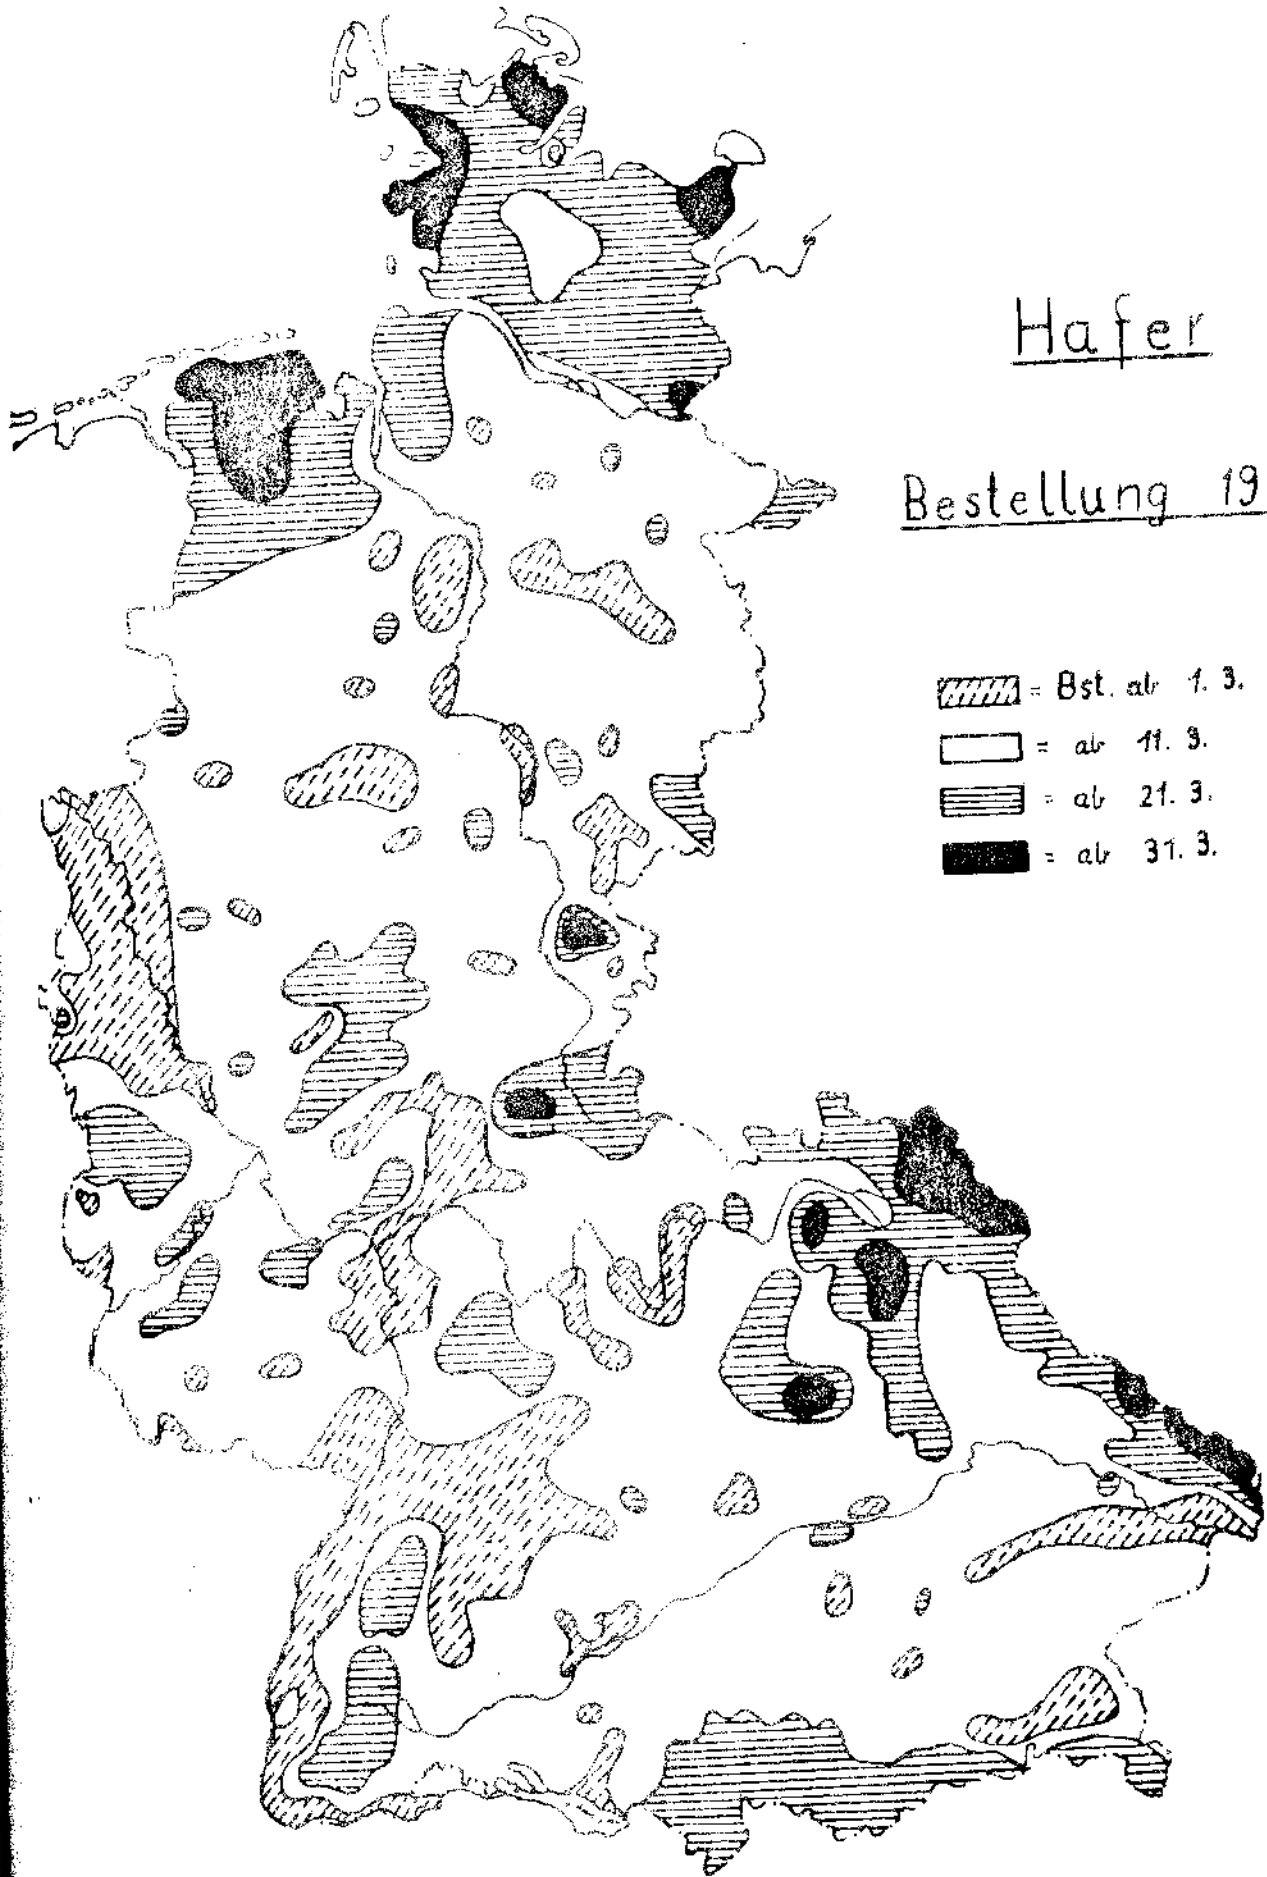 Hafer
Bestellung 19
= Bst. ab 1. 3.
= ab 11. 3.
= ab 21. 3.
= ab 31. 3.